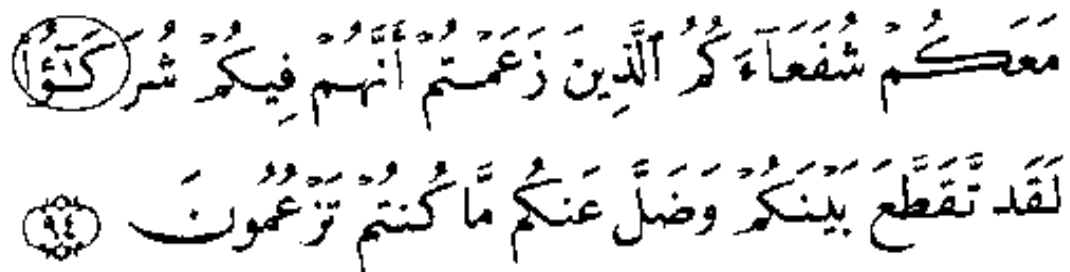 مَعَكُمْ شُفَعَآءَكُمُ ٱلَّذِينَ زَعَمْتُمْ أَنَّهُمْ فِيكُمْ شُرَكَٰٓؤُا۟
لَقَد تَّقَطَّعَ بَيْنَكُمْ وَضَلَّ عَنكُم مَّا كُنتُمْ تَزْعُمُونَ ٩٤